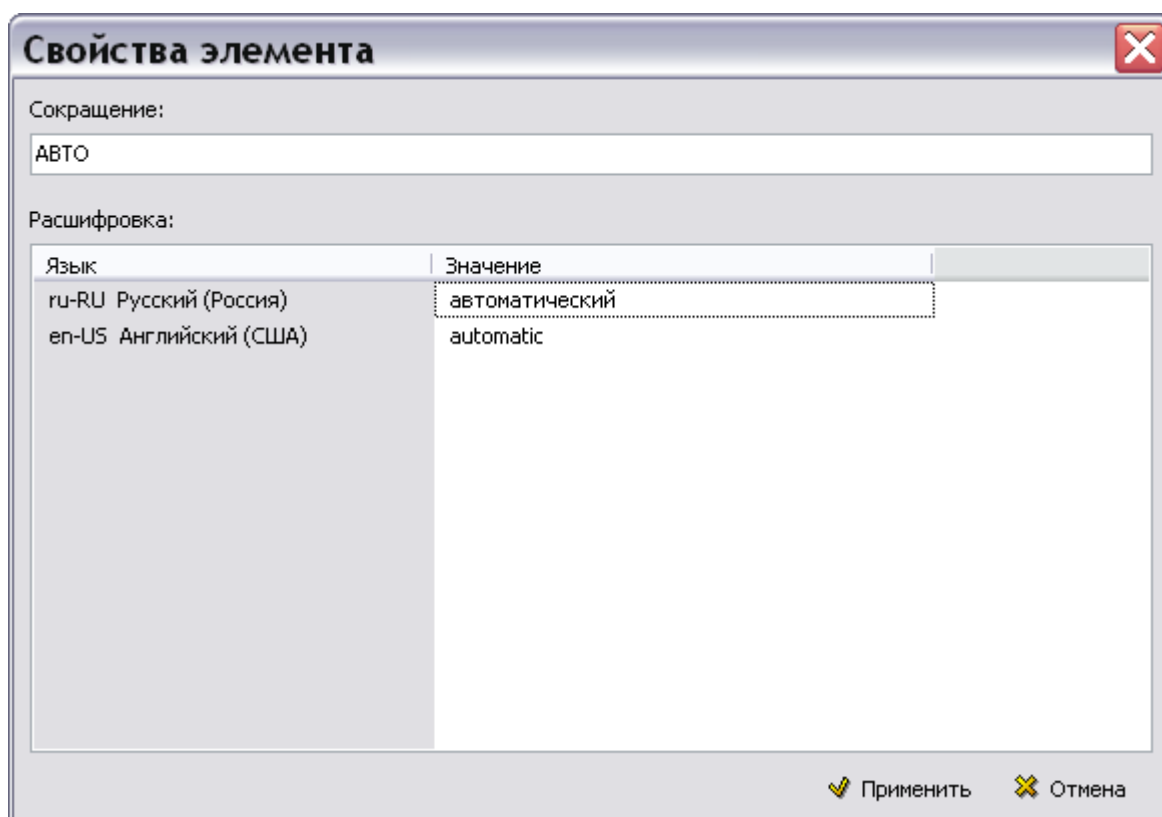 Свойства элемента
Сокращение:
АВТО
Расшифровка:
Язык Значение
ru-RU Русский (Россия) автоматический
en-US Английский (США) automatic
Применить Отмена